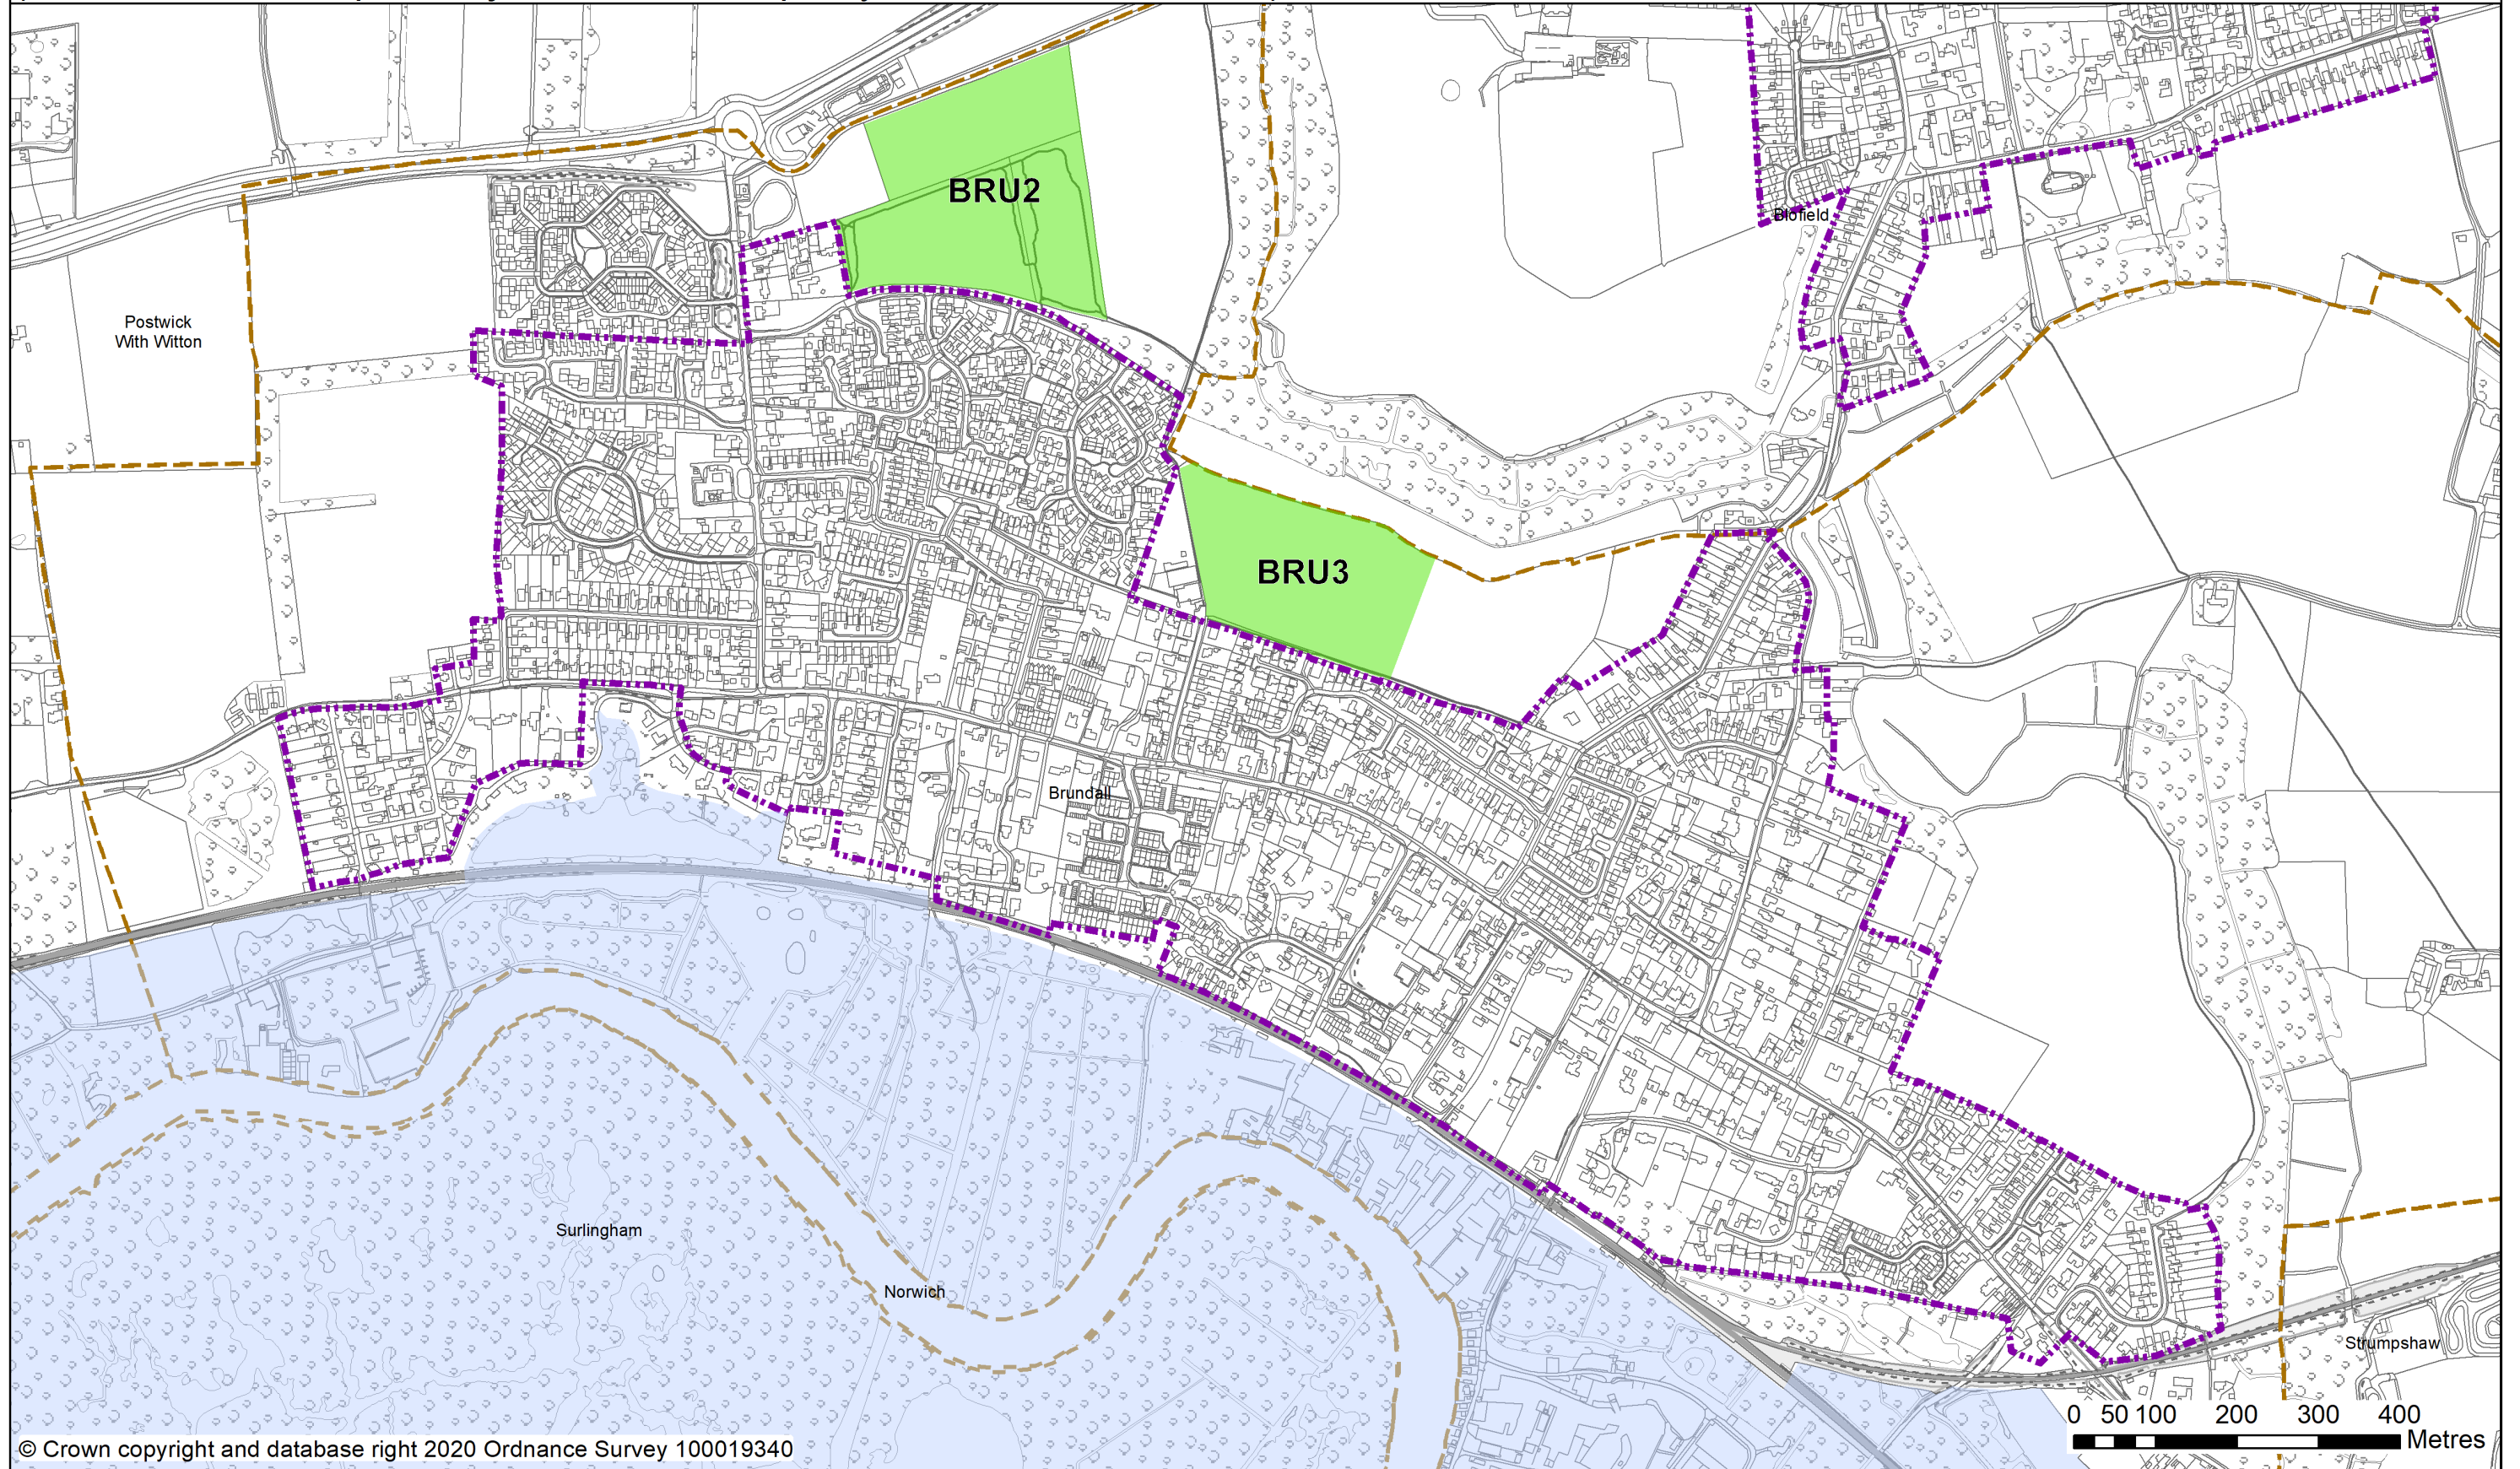 BRU2
Blofield
Postwick
With Witton
BRU3
Brundall
Surlingham
Norwich
Strumpshaw
0 50 100 200 300 400
Metres
© Crown copyright and database right 2020 Ordnance Survey 100019340